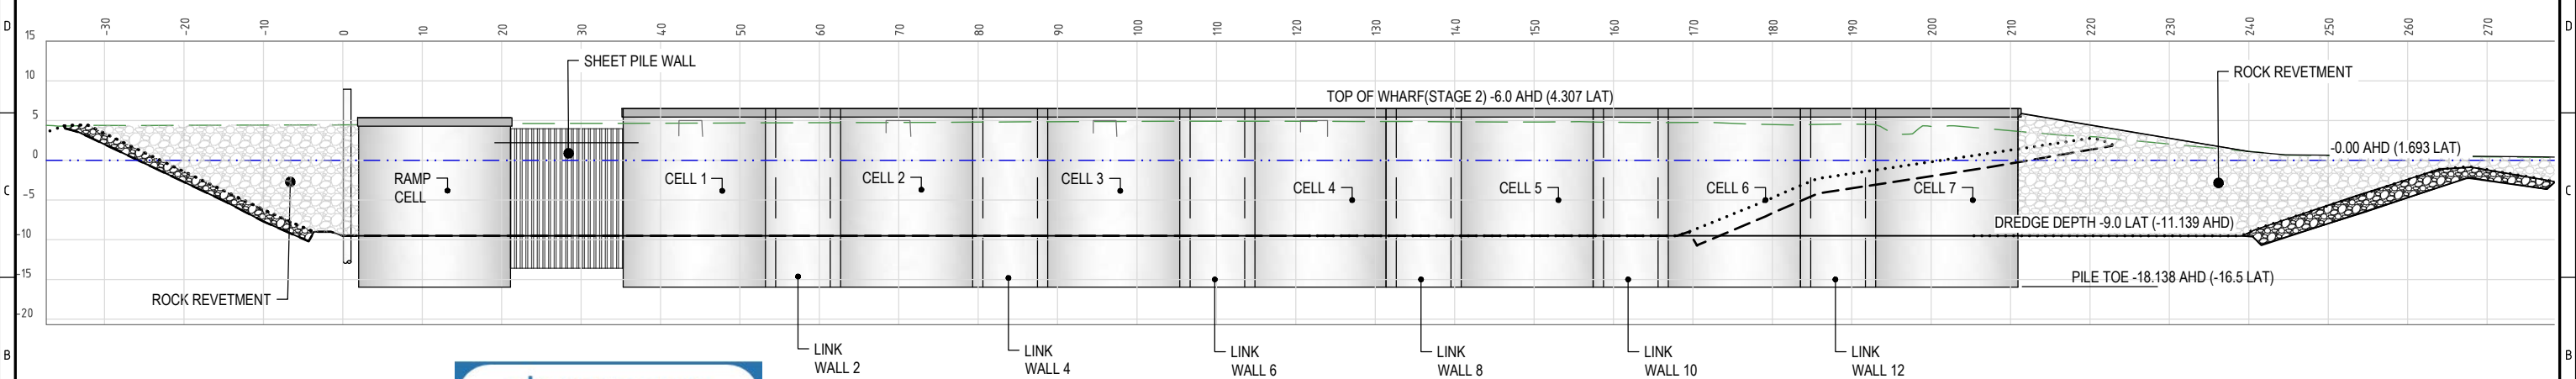 D
D
-30
-20
-10
0
10
20
30
40
50
60
70
80
90
100
110
120
130
140
150
160
170
180
190
200
210
220
230
240
250
260
270
15
SHEET PILE WALL
ROCK REVETMENT
10
TOP OF WHARF(STAGE 2) -6.0 AHD (4.307 LAT)
5
0
-0.00 AHD (1.693 LAT)
C
C
RAMP
CELL
CELL 1
CELL 2
CELL 3
CELL 4
CELL 5
CELL 6
CELL 7
-5
DREDGE DEPTH -9.0 LAT (-11.139 AHD)
-10
-15
PILE TOE -18.138 AHD (-16.5 LAT)
ROCK REVETMENT
-20
LINK
WALL 2
LINK
WALL 4
LINK
WALL 6
LINK
WALL 8
LINK
WALL 10
LINK
WALL 12
B
B